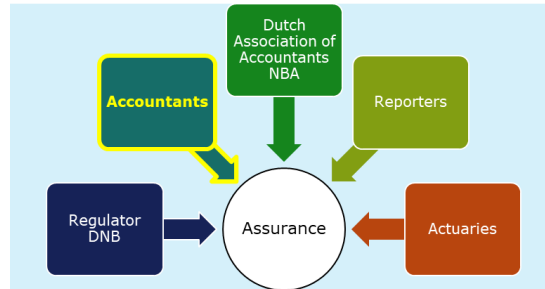 Dutch
Association of
Accountants
NBA
Accountants
Reporters
Regulator
DNB
Assurance
Actuaries